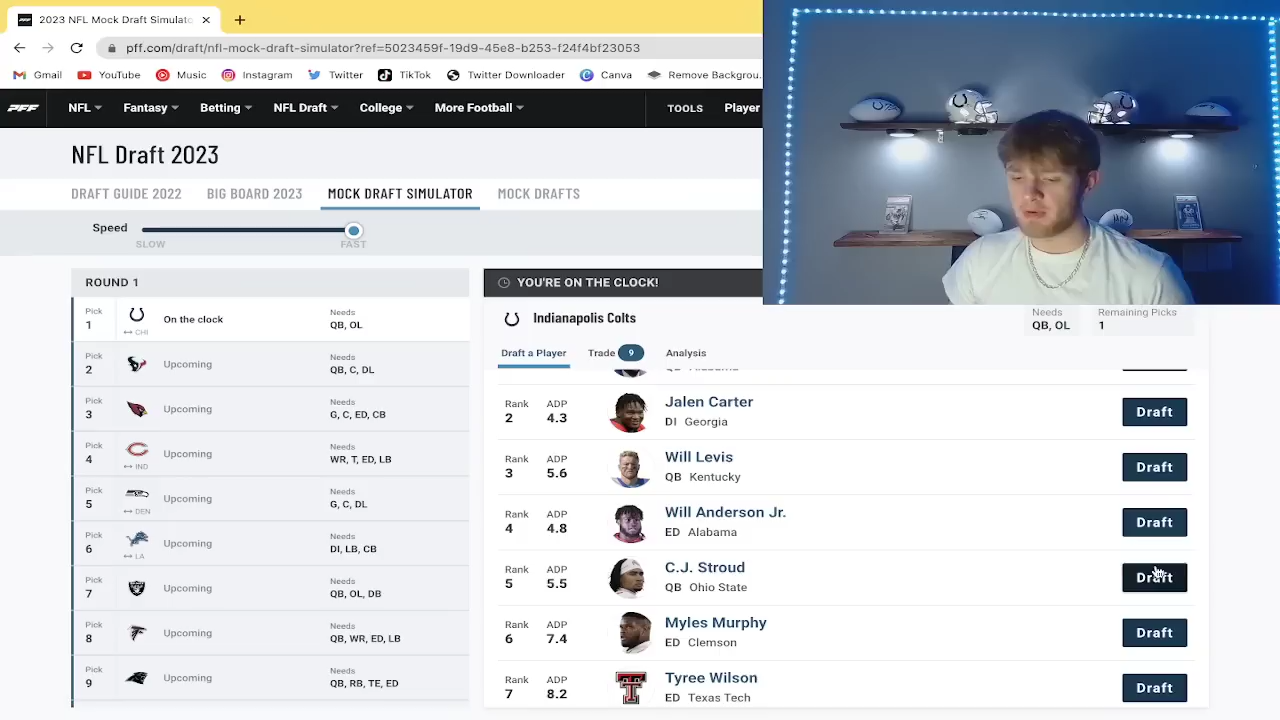 2023 NFL Mock Draft Simulato
pff.com/draft/nfl-mock-draft-simulator?ref=5023459f-19d9-45e8-b253-f24f4bf23053
Gmail YouTube Music Instagram Twitter TikTok Twitter Downloader Canva Remove Backgrou...
PFF NFL Fantasy Betting NFL Draft College More Football TOOLS Player
NFL Draft 2023
DRAFT GUIDE 2022 BIG BOARD 2023 MOCK DRAFT SIMULATOR MOCK DRAFTS
Speed
SLOW FAST
ROUND 1
Pick 1 CHI On the clock Needs QB, OL
Pick 2 Upcoming Needs QB, C, DL
Pick 3 Upcoming Needs G, C, ED, CB
Pick 4 IND Upcoming Needs WR, T, ED, LB
Pick 5 DEN Upcoming Needs G, C, DL
Pick 6 LA Upcoming Needs DI, LB, CB
Pick 7 Upcoming Needs QB, OL, DB
Pick 8 Upcoming Needs QB, WR, ED, LB
Pick 9 Upcoming Needs QB, RB, TE, ED
YOU'RE ON THE CLOCK!
Indianapolis Colts
Needs QB, OL
Remaining Picks 1
Draft a Player Trade 9 Analysis
Rank 2 ADP 4.3 Jalen Carter DI Georgia Draft
Rank 3 ADP 5.6 Will Levis QB Kentucky Draft
Rank 4 ADP 4.8 Will Anderson Jr. ED Alabama Draft
Rank 5 ADP 5.5 C.J. Stroud QB Ohio State Draft
Rank 6 ADP 7.4 Myles Murphy ED Clemson Draft
Rank 7 ADP 8.2 Tyree Wilson ED Texas Tech Draft